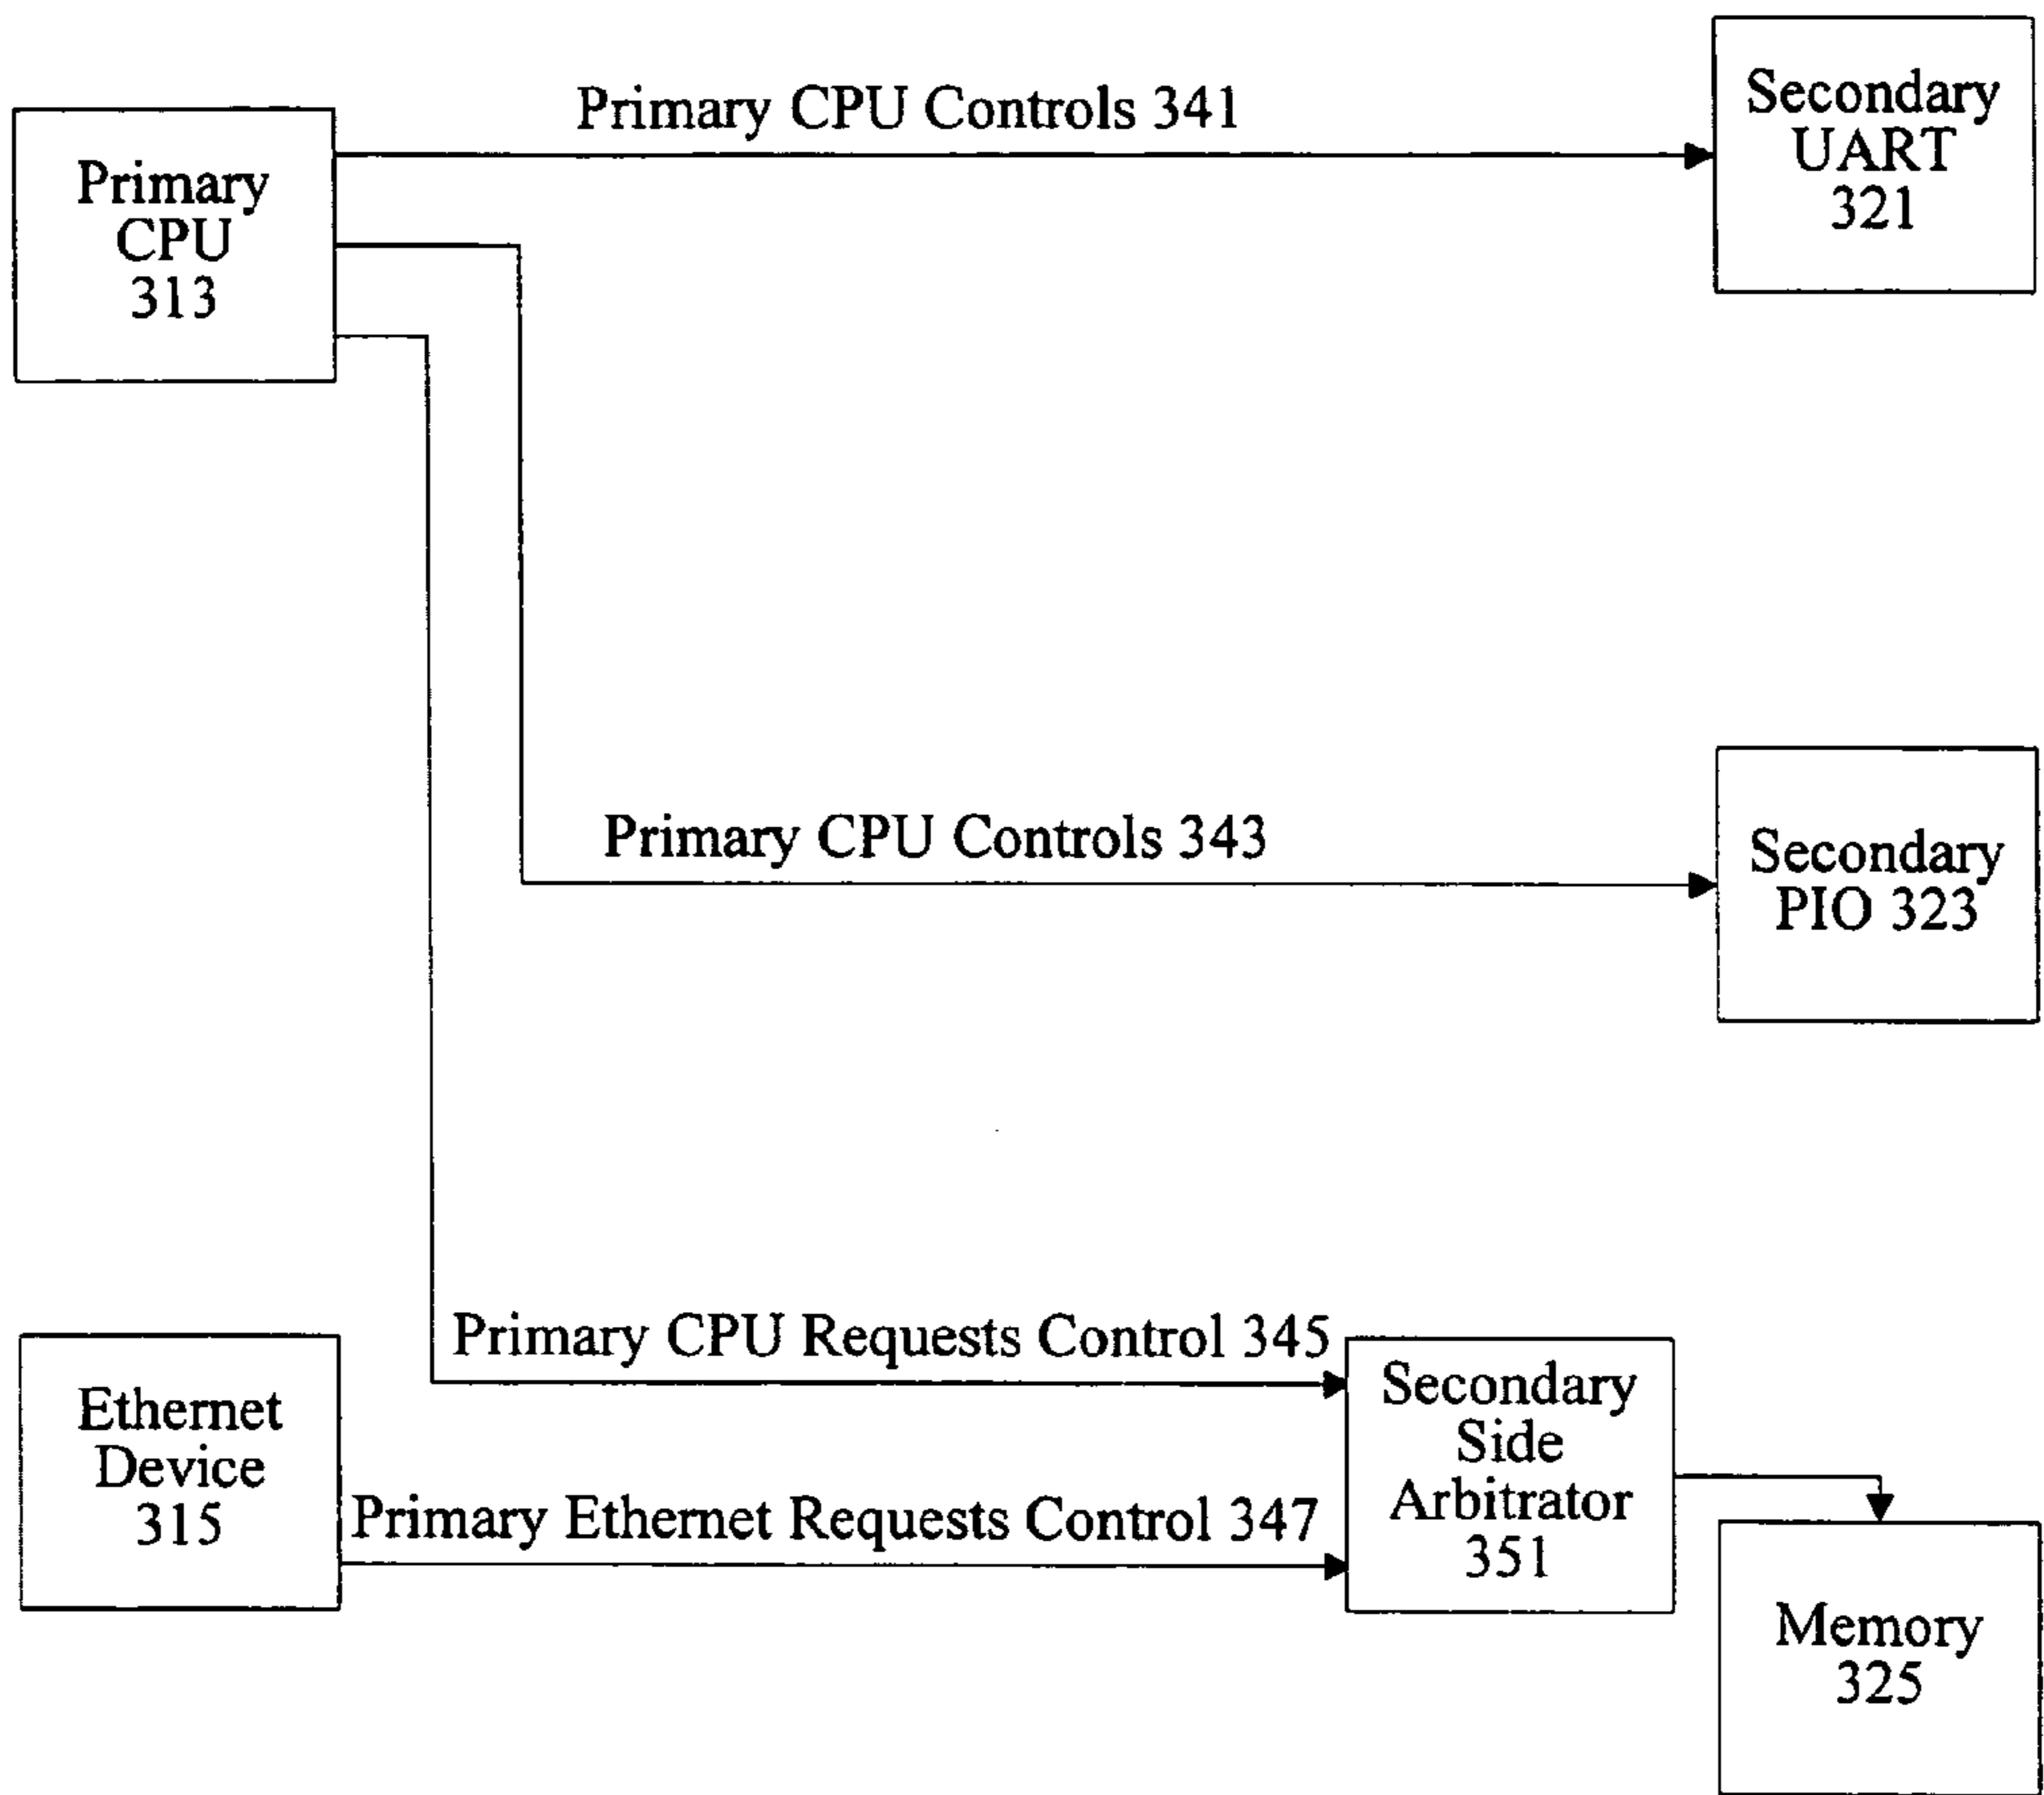 Primary CPU Controls 341
Secondary
UART
321
Primary
CPU
313
Primary CPU Controls 343
Secondary
PIO 323
Primary CPU Requests Control 345
Ethernet
Device
315
Primary Ethernet Requests Control 347
Secondary
Side
Arbitrator
351
Memory
325